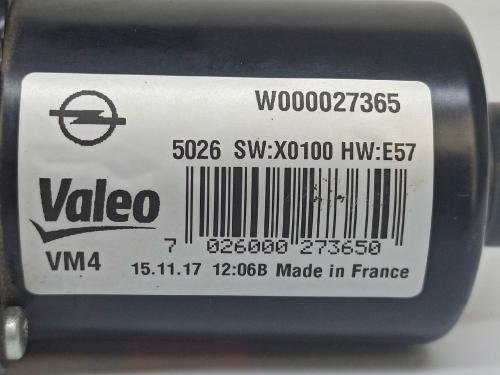 W000027365
5026 SW:X0100 HW:E57
Valeo
7 026000 273650
VM4 15.11.17 12:06B Made in France